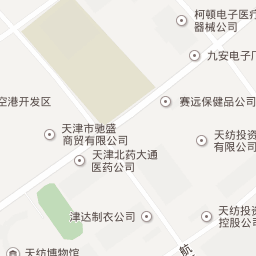 柯顿电子医疗
器械公司
九安电子厂
空港开发区
赛远保健品公司
天津市驰盛
商贸有限公司
天纺投资
有限公司
天津北药大通
医药公司
津达制衣公司
天纺投资
控股公司
航
天纺博物馆